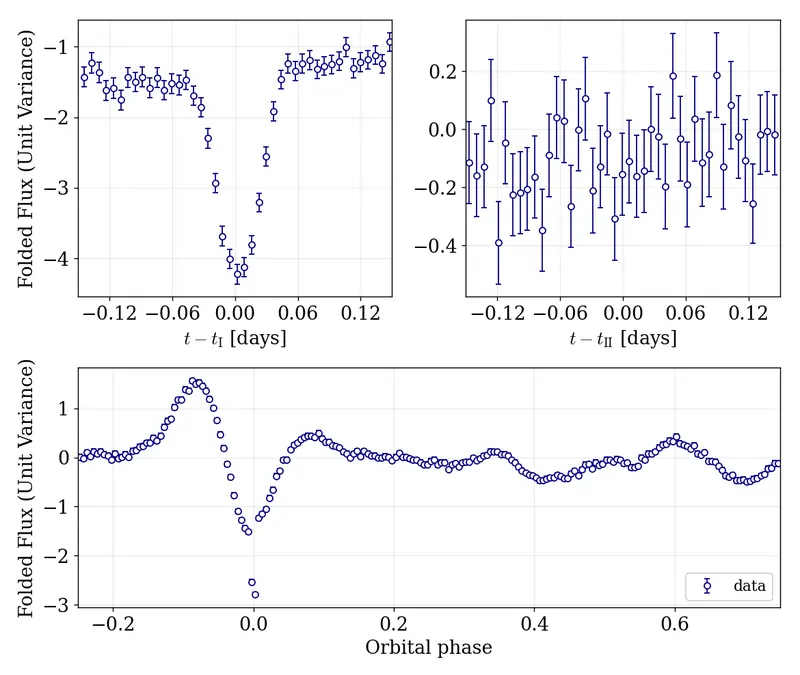 Folded Flux (Unit Variance)
−1
−2
−3
−4
−0.12 −0.06 0.00 0.06 0.12
t − tI [days]
0.2
0.0
−0.2
−0.4
−0.12 −0.06 0.00 0.06 0.12
t − tII [days]
Folded Flux (Unit Variance)
1
0
−1
−2
−3
−0.2 0.0 0.2 0.4 0.6
data
Orbital phase